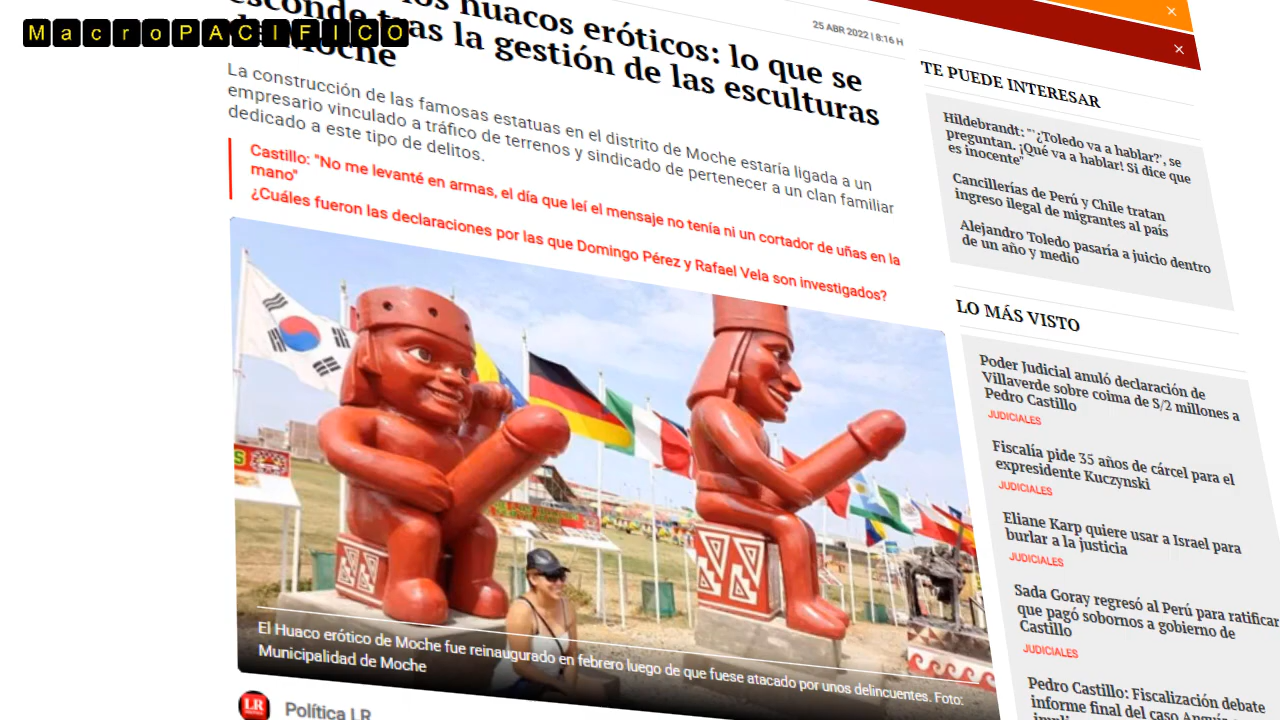 MacroPACIFICO
los huacos eróticos: lo que se
esconde tras la gestión de las esculturas
de Moche
25 ABR 2022 | 8:16 H
La construcción de las famosas estatuas en el distrito de Moche estaría ligada a un
empresario vinculado a tráfico de terrenos y sindicado de pertenecer a un clan familiar
dedicado a este tipo de delitos.
Castillo: "No me levanté en armas, el día que leí el mensaje no tenía ni un cortador de uñas en la
mano"
¿Cuáles fueron las declaraciones por las que Domingo Pérez y Rafael Vela son investigados?
El Huaco erótico de Moche fue reinaugurado en febrero luego de que fuese atacado por unos delincuentes. Foto:
Municipalidad de Moche
LR
Política LR
TE PUEDE INTERESAR
Hildebrandt: "'¿Toledo va a hablar?', se
preguntan. ¡Qué va a hablar! Si dice que
es inocente"
Cancillerías de Perú y Chile tratan
ingreso ilegal de migrantes al país
Alejandro Toledo pasaría a juicio dentro
de un año y medio
LO MÁS VISTO
Poder Judicial anuló declaración de
Villaverde sobre coima de S/2 millones a
Pedro Castillo
JUDICIALES
Fiscalía pide 35 años de cárcel para el
expresidente Kuczynski
JUDICIALES
Eliane Karp quiere usar a Israel para
burlar a la justicia
JUDICIALES
Sada Goray regresó al Perú para ratificar
que pagó sobornos a gobierno de
Castillo
JUDICIALES
Pedro Castillo: Fiscalización debate
informe final del caso